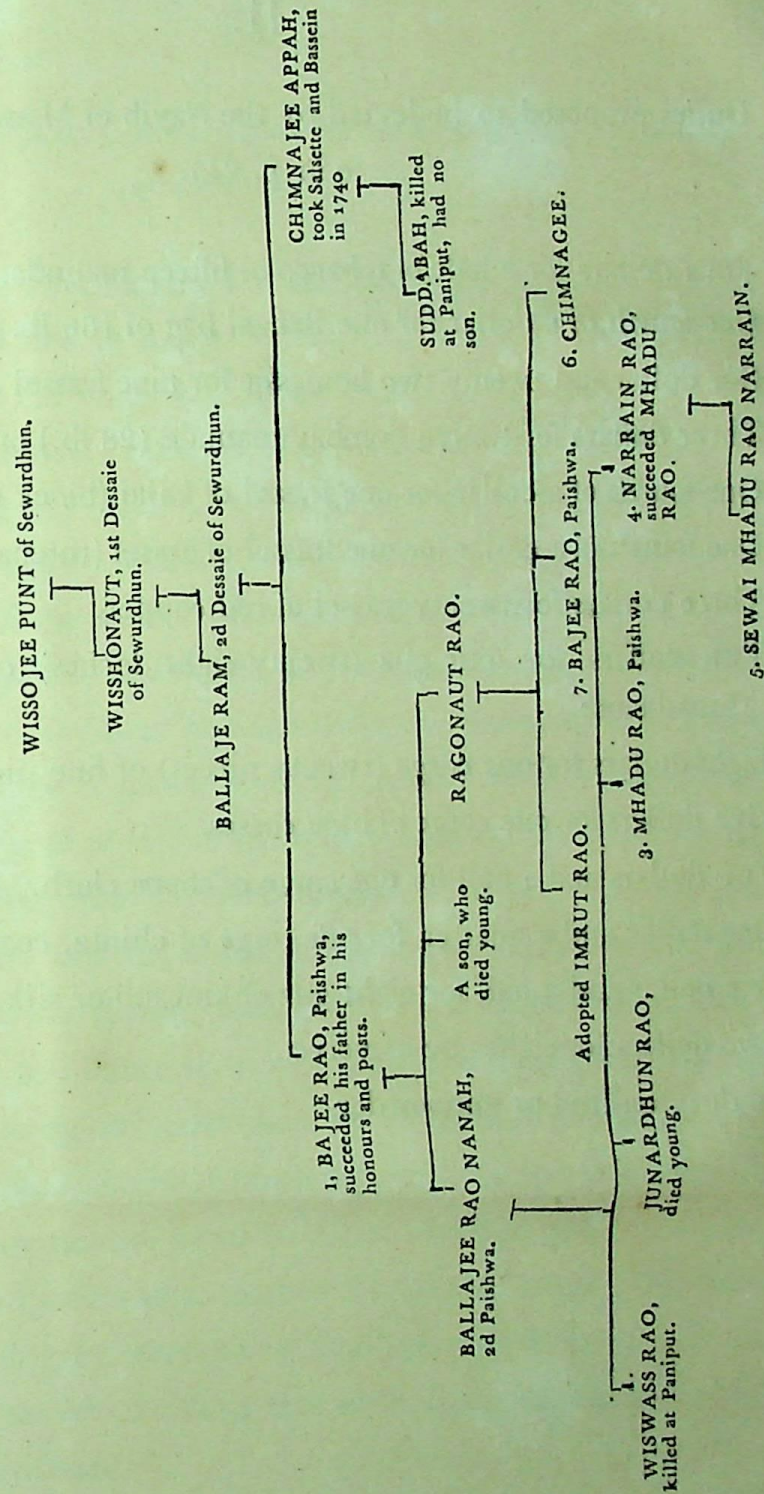 WISSOJEE PUNT of Sewurdhun.
WISSHONAUT, 1st Dessaie
of Sewurdhun.
BALLAJE RAM, 2d Dessaie of Sewurdhun.
1, BAJEE RAO, Paishwa,
succeeded his father in his
honours and posts.
CHIMNAJEE APPAH,
took Salsette and Bassein
in 1740
BALLAJEE RAO NANAH,
2d Paishwa.
A son, who
died young.
RAGONAUT RAO.
SUDDABAH, killed
at Paniput, had no
son.
Adopted IMRUT RAO.
7. BAJEE RAO, Paishwa.
6. CHIMNAGEE.
WISWASS RAO,
killed at Paniput.
JUNARDHUN RAO,
died young.
3. MHADU RAO, Paishwa.
4. NARRAIN RAO,
succeeded MHADU
RAO.
5. SEWAI MHADU RAO NARRAIN.